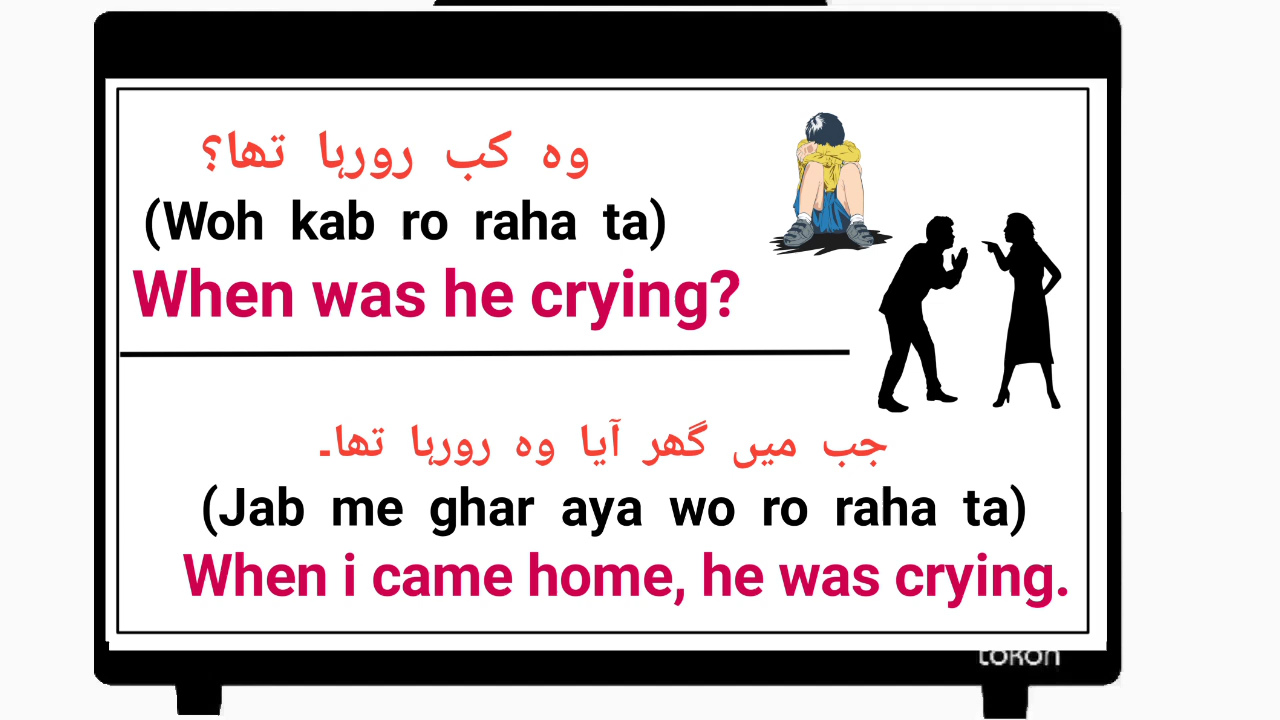 وہ کب رورہا تھا؟
(Woh kab ro raha ta)
When was he crying?
جب میں گھر آیا وہ رورہا تھا۔
(Jab me ghar aya wo ro raha ta)
When i came home, he was crying.